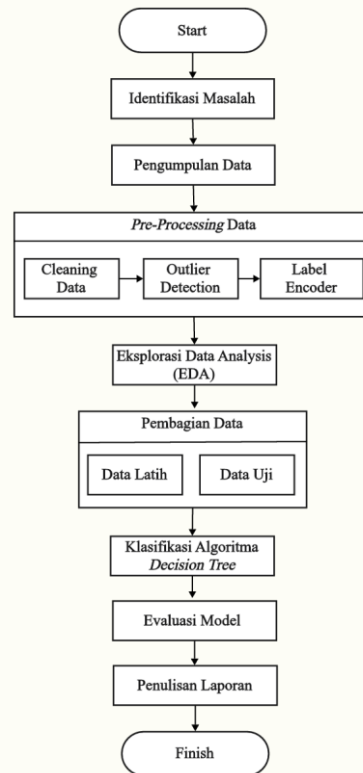 Start
Identifikasi Masalah
Pengumpulan Data
Pre-Processing Data
Cleaning
Data
Outlier
Detection
Label
Encoder
Eksplorasi Data Analysis
(EDA)
Pembagian Data
Data Latih
Data Uji
Klasifikasi Algoritma
Decision Tree
Evaluasi Model
Penulisan Laporan
Finish